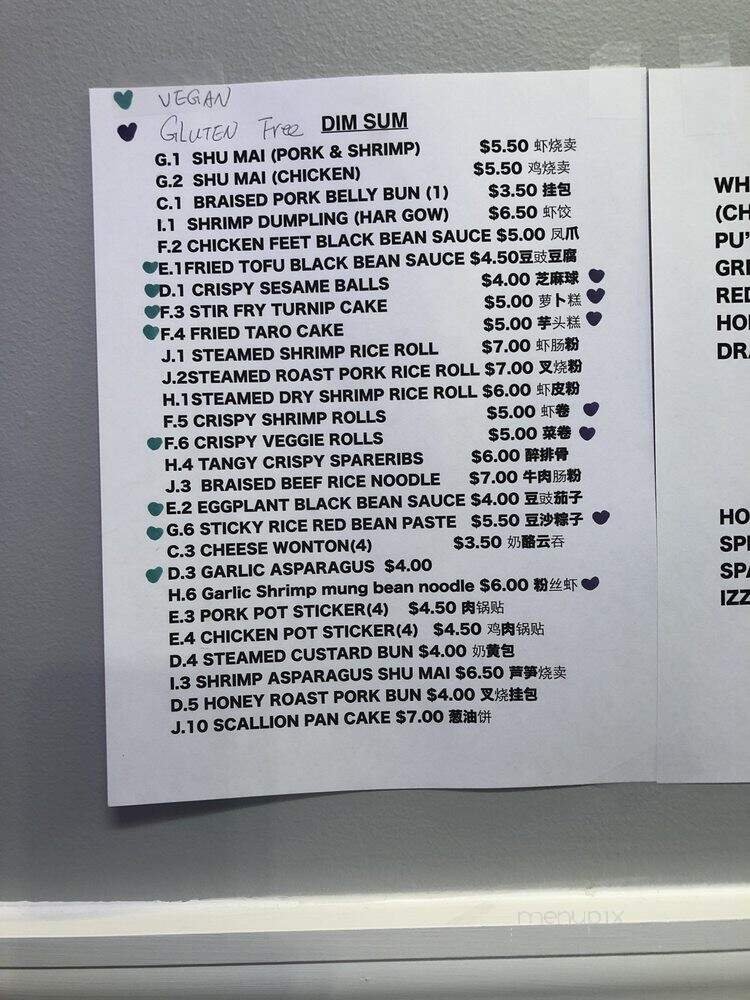 VEGAN
GLUTEN Free
DIM SUM
G.1 SHU MAI (PORK & SHRIMP) $5.50 虾烧卖
G.2 SHU MAI (CHICKEN) $5.50 鸡烧卖
C.1 BRAISED PORK BELLY BUN (1) $3.50 挂包
I.1 SHRIMP DUMPLING (HAR GOW) $6.50 虾饺
F.2 CHICKEN FEET BLACK BEAN SAUCE $5.00 凤爪
E.1FRIED TOFU BLACK BEAN SAUCE $4.50豆豉豆腐
D.1 CRISPY SESAME BALLS $4.00 芝麻球
F.3 STIR FRY TURNIP CAKE $5.00 萝卜糕
F.4 FRIED TARO CAKE $5.00 芋头糕
J.1 STEAMED SHRIMP RICE ROLL $7.00 虾肠粉
J.2STEAMED ROAST PORK RICE ROLL $7.00 叉烧粉
H.1STEAMED DRY SHRIMP RICE ROLL $6.00 虾皮粉
F.5 CRISPY SHRIMP ROLLS $5.00 虾卷
F.6 CRISPY VEGGIE ROLLS $5.00 菜卷
H.4 TANGY CRISPY SPARERIBS $6.00 醉排骨
J.3 BRAISED BEEF RICE NOODLE $7.00 牛肉肠粉
E.2 EGGPLANT BLACK BEAN SAUCE $4.00 豆豉茄子
G.6 STICKY RICE RED BEAN PASTE $5.50 豆沙粽子
C.3 CHEESE WONTON(4) $3.50 奶酪云吞
D.3 GARLIC ASPARAGUS $4.00
H.6 Garlic Shrimp mung bean noodle $6.00 粉丝虾
E.3 PORK POT STICKER(4) $4.50 肉锅贴
E.4 CHICKEN POT STICKER(4) $4.50 鸡肉锅贴
D.4 STEAMED CUSTARD BUN $4.00 奶黄包
I.3 SHRIMP ASPARAGUS SHU MAI $6.50 芦笋烧卖
D.5 HONEY ROAST PORK BUN $4.00 叉烧挂包
J.10 SCALLION PAN CAKE $7.00 葱油饼
WH
(CH
PU'
GRI
RED
HO
DRA
HO
SPI
SPA
IZZ
menupix